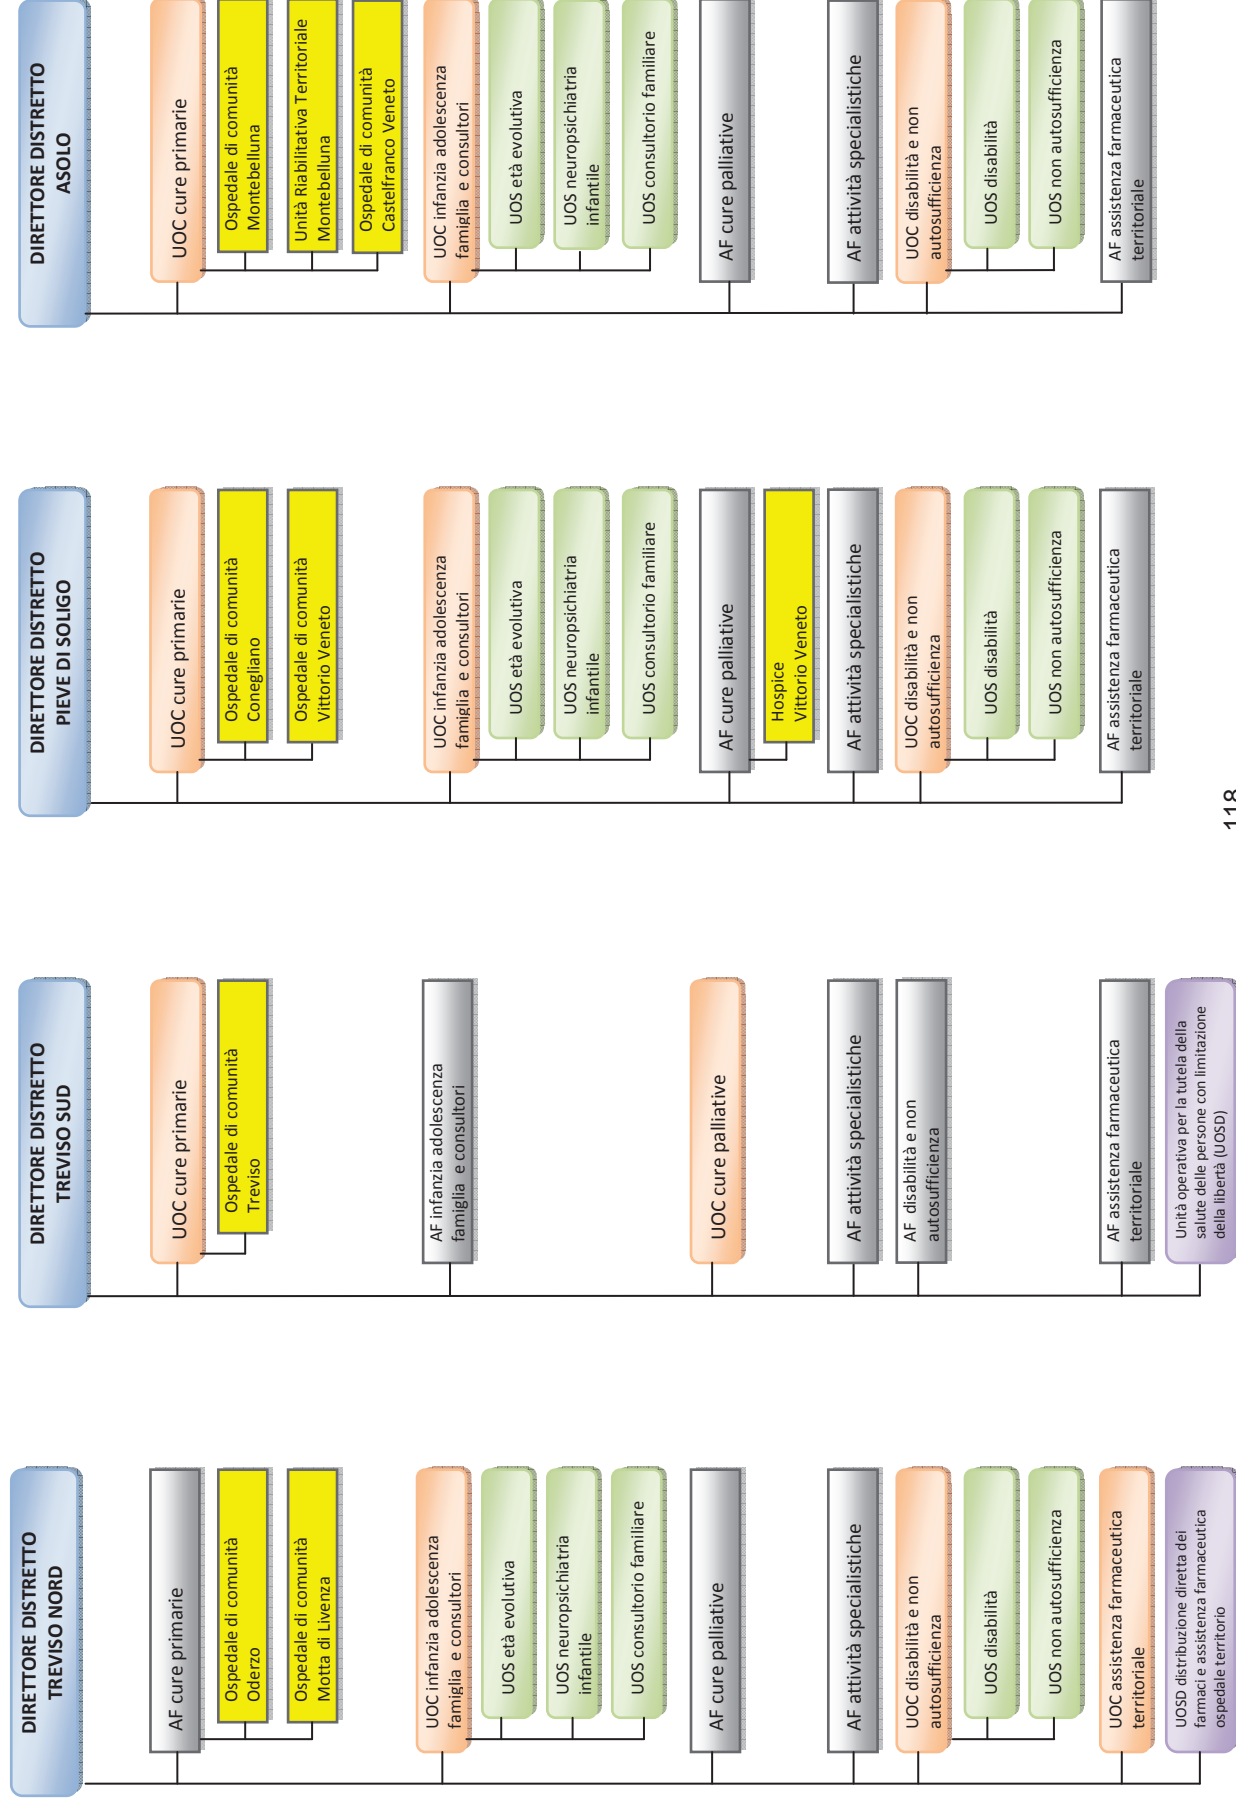 DIRETTORE DISTRETTO
TREVISO NORD
AF cure primarie
Ospedale di comunità
Oderzo
Ospedale di comunità
Motta di Livenza
UOC infanzia adolescenza
famiglia e consultori
UOS età evolutiva
UOS neuropsichiatria
infantile
UOS consultorio familiare
AF cure palliative
AF attività specialistiche
UOC disabilità e non
autosufficienza
UOS disabilità
UOS non autosufficienza
UOC assistenza farmaceutica
territoriale
UOSD distribuzione diretta dei
farmaci e assistenza farmaceutica
ospedale territorio
DIRETTORE DISTRETTO
TREVISO SUD
UOC cure primarie
Ospedale di comunità
Treviso
AF infanzia adolescenza
famiglia e consultori
UOC cure palliative
AF attività specialistiche
AF disabilità e non
autosufficienza
AF assistenza farmaceutica
territoriale
Unità operativa per la tutela della
salute delle persone con limitazione
della libertà (UOSD)
DIRETTORE DISTRETTO
PIEVE DI SOLIGO
UOC cure primarie
Ospedale di comunità
Conegliano
Ospedale di comunità
Vittorio Veneto
UOC infanzia adolescenza
famiglia e consultori
UOS età evolutiva
UOS neuropsichiatria
infantile
UOS consultorio familiare
AF cure palliative
Hospice
Vittorio Veneto
AF attività specialistiche
UOC disabilità e non
autosufficienza
UOS disabilità
UOS non autosufficienza
AF assistenza farmaceutica
territoriale
DIRETTORE DISTRETTO
ASOLO
UOC cure primarie
Ospedale di comunità
Montebelluna
Unità Riabilitativa Territoriale
Montebelluna
Ospedale di comunità
Castelfranco Veneto
UOC infanzia adolescenza
famiglia e consultori
UOS età evolutiva
UOS neuropsichiatria
infantile
UOS consultorio familiare
AF cure palliative
AF attività specialistiche
UOC disabilità e non
autosufficienza
UOS disabilità
UOS non autosufficienza
AF assistenza farmaceutica
territoriale
118